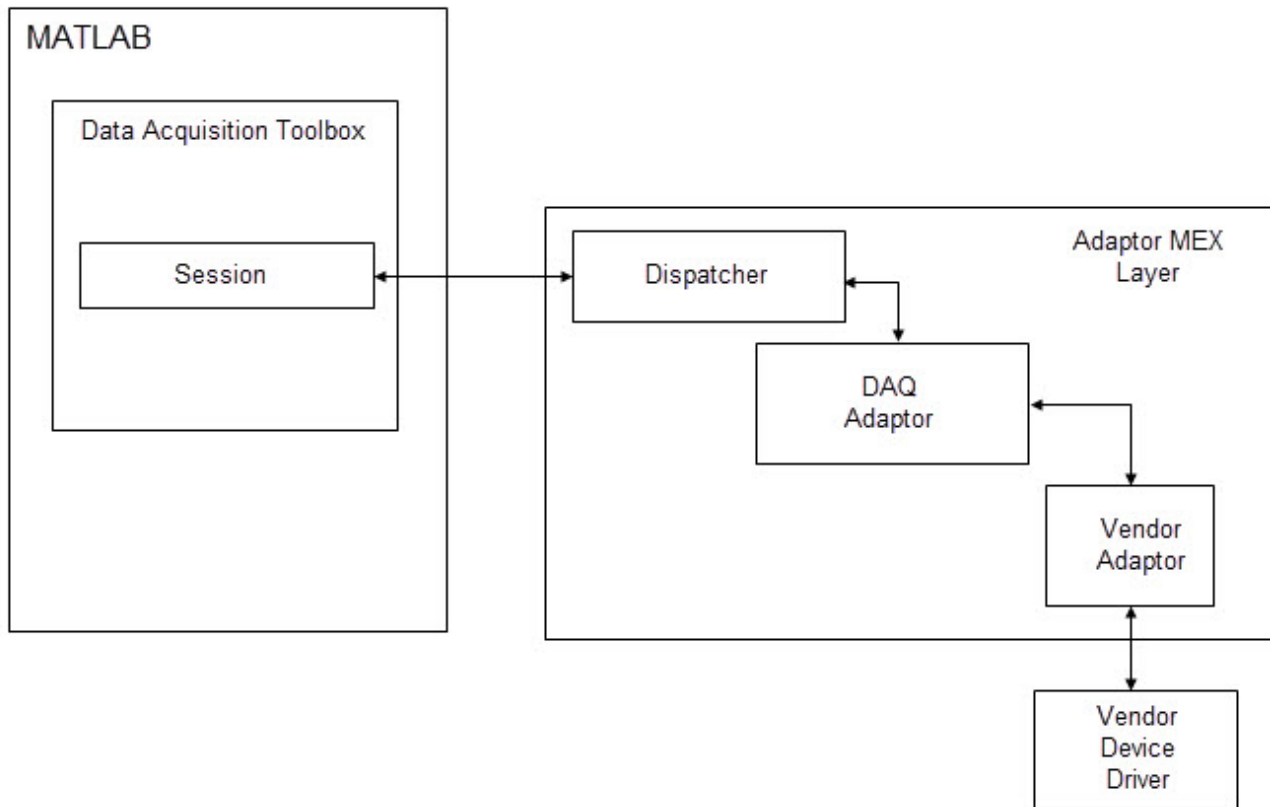 MATLAB
Data Acquisition Toolbox
Session
Dispatcher
Adaptor MEX
Layer
DAQ
Adaptor
Vendor
Adaptor
Vendor
Device
Driver